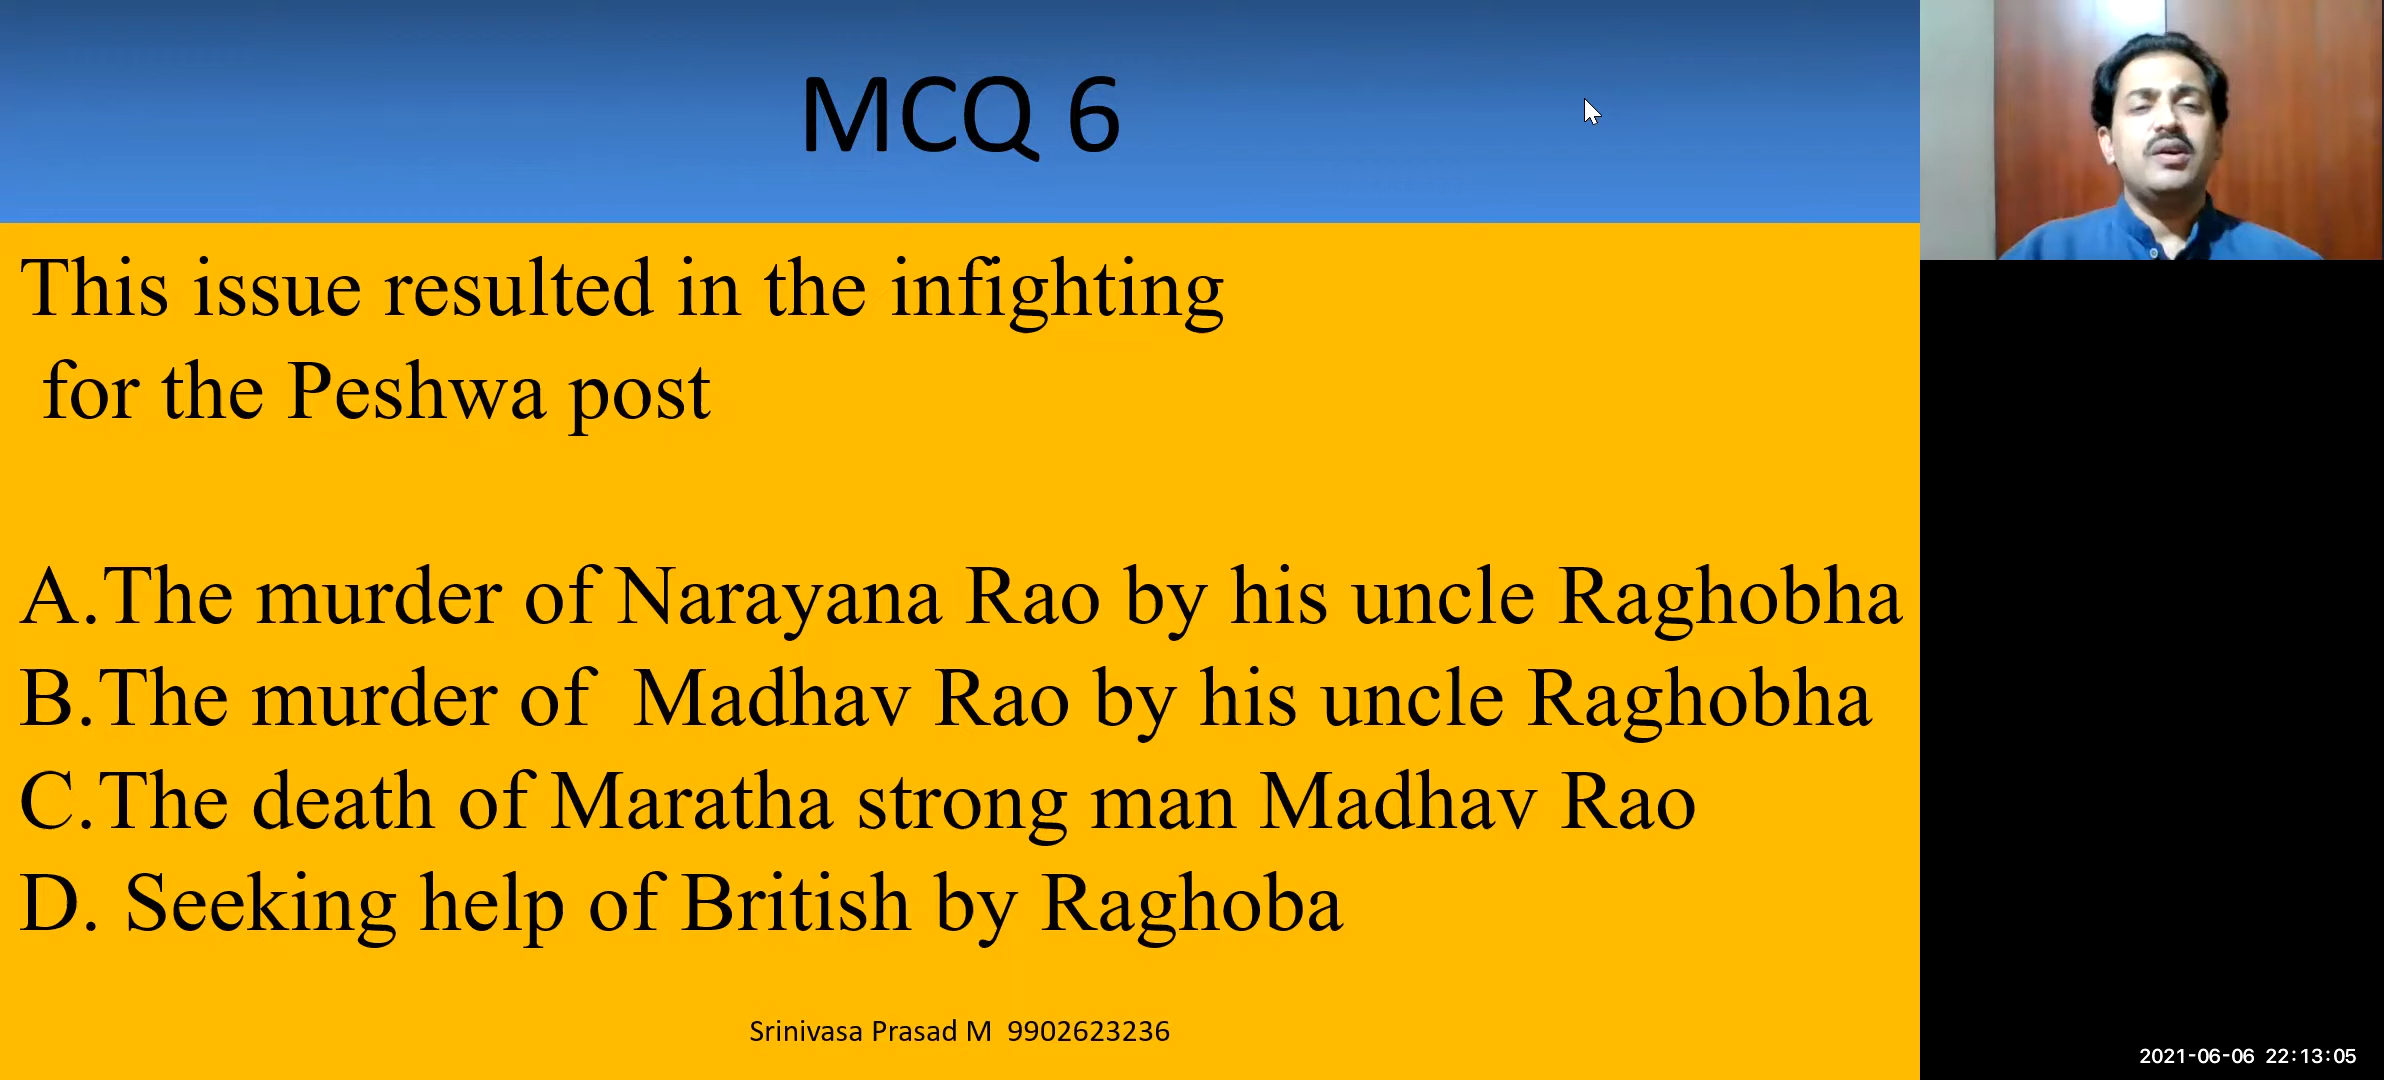 MCQ 6
This issue resulted in the infighting
for the Peshwa post
A.The murder of Narayana Rao by his uncle Raghobha
B.The murder of Madhav Rao by his uncle Raghobha
C.The death of Maratha strong man Madhav Rao
D. Seeking help of British by Raghoba
Srinivasa Prasad M 9902623236
2021-06-06 22:13:05